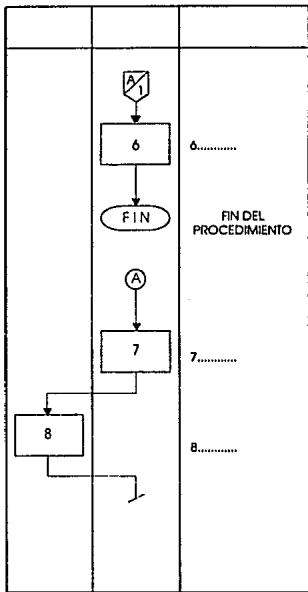 A/1
6
6............
FIN
FIN DEL
PROCEDIMIENTO
A
7
7............
8
8............